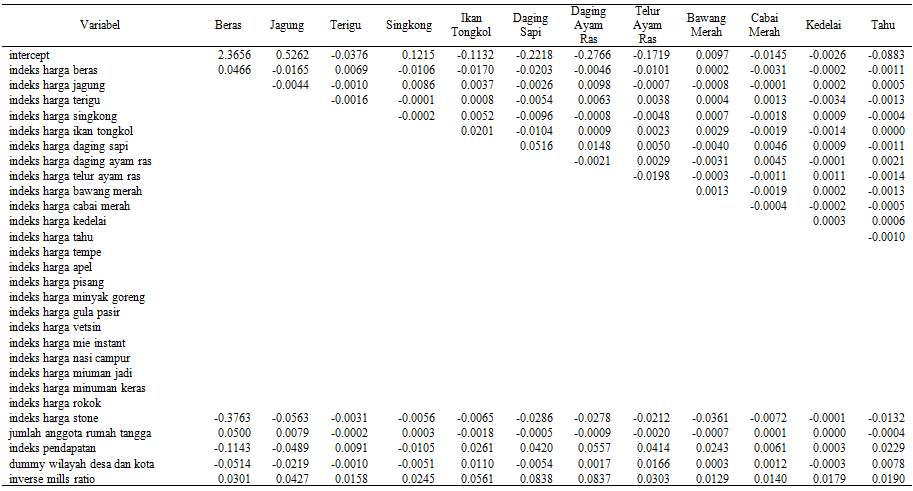 Variabel Beras Jagung Terigu Singkong Ikan Tongkol Daging Sapi Daging Ayam Ras Telur Ayam Ras Bawang Merah Cabai Merah Kedelai Tahu
intercept 2.3656 0.5262 -0.0376 0.1215 -0.1132 -0.2218 -0.2766 -0.1719 0.0097 -0.0145 -0.0026 -0.0883
indeks harga beras 0.0466 -0.0165 0.0069 -0.0106 -0.0170 -0.0203 -0.0046 -0.0101 0.0002 -0.0031 -0.0002 -0.0011
indeks harga jagung -0.0044 -0.0010 0.0086 0.0037 -0.0026 0.0098 -0.0007 -0.0008 -0.0001 0.0002 0.0005
indeks harga terigu -0.0016 -0.0001 0.0008 -0.0054 0.0063 0.0038 0.0004 0.0013 -0.0034 -0.0013
indeks harga singkong -0.0002 0.0052 -0.0096 -0.0008 -0.0048 0.0007 -0.0018 0.0009 -0.0004
indeks harga ikan tongkol 0.0201 -0.0104 0.0009 0.0023 0.0029 -0.0019 -0.0014 0.0000
indeks harga daging sapi 0.0516 0.0148 0.0050 -0.0040 0.0046 0.0009 -0.0011
indeks harga daging ayam ras -0.0021 0.0029 -0.0031 0.0045 -0.0001 0.0021
indeks harga telur ayam ras -0.0198 -0.0003 -0.0011 0.0011 -0.0014
indeks harga bawang merah 0.0013 -0.0019 0.0002 -0.0013
indeks harga cabai merah -0.0004 -0.0002 -0.0005
indeks harga kedelai 0.0003 0.0006
indeks harga tahu -0.0010
indeks harga tempe
indeks harga apel
indeks harga pisang
indeks harga minyak goreng
indeks harga gula pasir
indeks harga vetsin
indeks harga mie instant
indeks harga nasi campur
indeks harga miuman jadi
indeks harga minuman keras
indeks harga rokok
indeks harga stone -0.3763 -0.0563 -0.0031 -0.0056 -0.0065 -0.0286 -0.0278 -0.0212 -0.0361 -0.0072 -0.0001 -0.0132
jumlah anggota rumah tangga 0.0500 0.0079 -0.0002 0.0003 -0.0018 -0.0005 -0.0009 -0.0020 -0.0007 0.0001 0.0000 -0.0004
indeks pendapatan -0.1143 -0.0489 0.0091 -0.0105 0.0261 0.0420 0.0557 0.0414 0.0243 0.0061 0.0003 0.0229
dummy wilayah desa dan kota -0.0514 -0.0219 -0.0010 -0.0051 0.0110 -0.0054 0.0017 0.0166 0.0003 0.0012 -0.0003 0.0078
inverse mills ratio 0.0301 0.0427 0.0158 0.0245 0.0561 0.0838 0.0837 0.0303 0.0129 0.0140 0.0179 0.0190